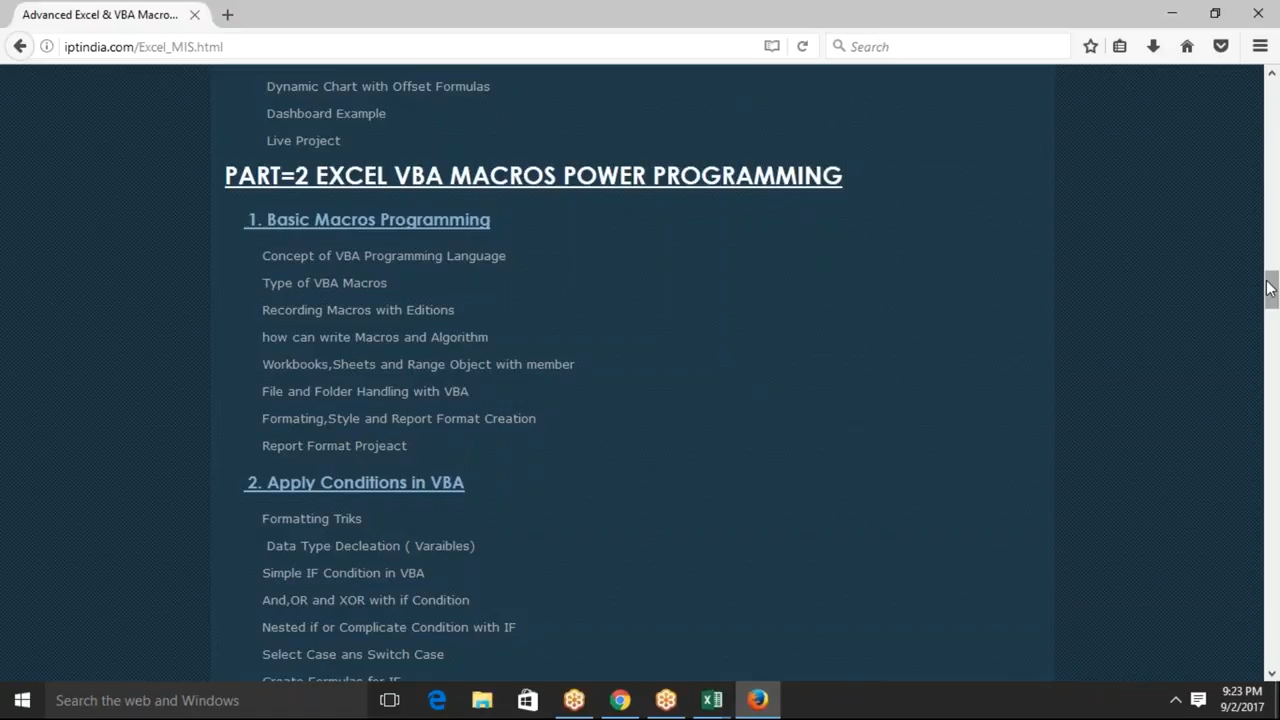 Advanced Excel & VBA Macro...
iptindia.com/Excel_MIS.html
Search
Dynamic Chart with Offset Formulas
Dashboard Example
Live Project
PART=2 EXCEL VBA MACROS POWER PROGRAMMING
1. Basic Macros Programming
Concept of VBA Programming Language
Type of VBA Macros
Recording Macros with Editions
how can write Macros and Algorithm
Workbooks,Sheets and Range Object with member
File and Folder Handling with VBA
Formating,Style and Report Format Creation
Report Format Projeact
2. Apply Conditions in VBA
Formatting Triks
Data Type Decleation ( Varaibles)
Simple IF Condition in VBA
And,OR and XOR with if Condition
Nested if or Complicate Condition with IF
Select Case ans Switch Case
Create Formulas for IF
Search the web and Windows
9:23 PM
9/2/2017